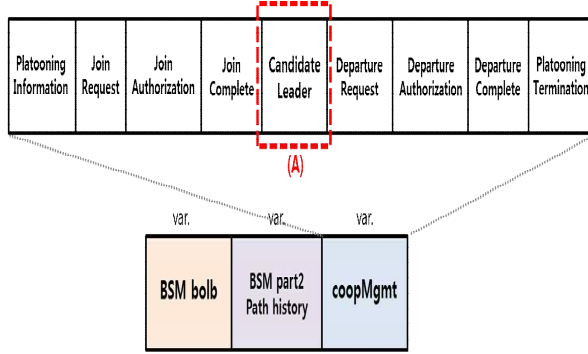 Platooning
Information
Join
Request
Join
Authorization
Join
Complete
Candidate
Leader
Departure
Request
Departure
Authorization
Departure
Complete
Platooning
Termination
(A)
var.
var.
var.
BSM bolb
BSM part2
Path history
coopMgmt